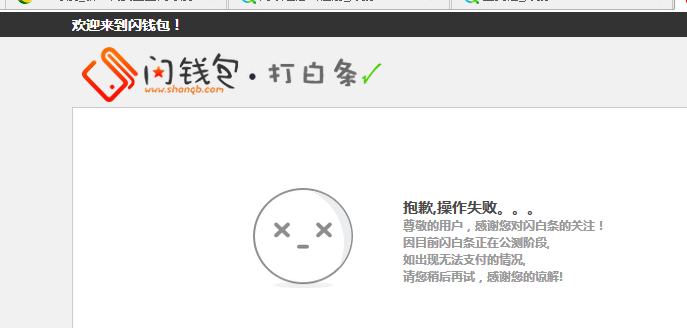 欢迎来到闪钱包！
闪钱包·打白条
www.shanqb.com
抱歉,操作失败。。。
尊敬的用户，感谢您对闪白条的关注！
因目前闪白条正在公测阶段,
如出现无法支付的情况,
请您稍后再试，感谢您的谅解!